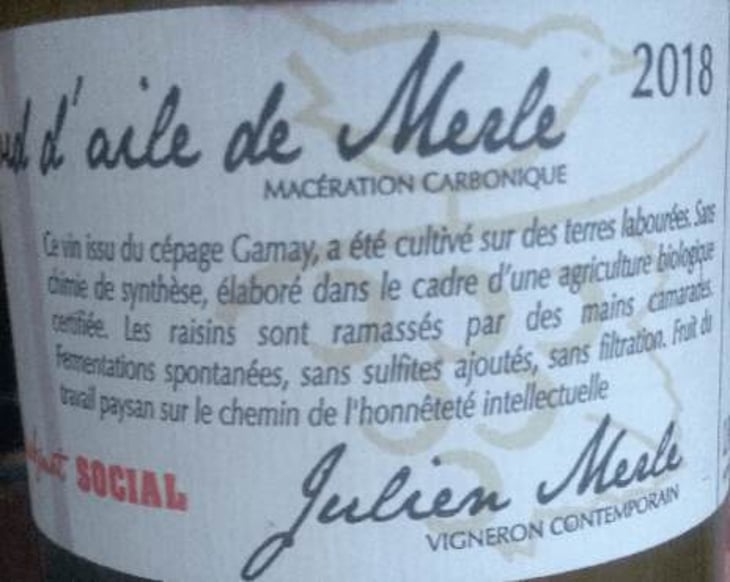 2018
d'aile de Merle
MACÉRATION CARBONIQUE
Ce vin issu du cépage Gamay, a été cultivé sur des terres labourées. Sans
chimie de synthèse, élaboré dans le cadre d'une agriculture biologique
certifiée. Les raisins sont ramassés par des mains camarades.
Fermentations spontanées, sans sulfites ajoutés, sans filtration. Fruit du
travail paysan sur le chemin de l'honnêteté intellectuelle
SOCIAL
Julien Merle
VIGNERON CONTEMPORAIN